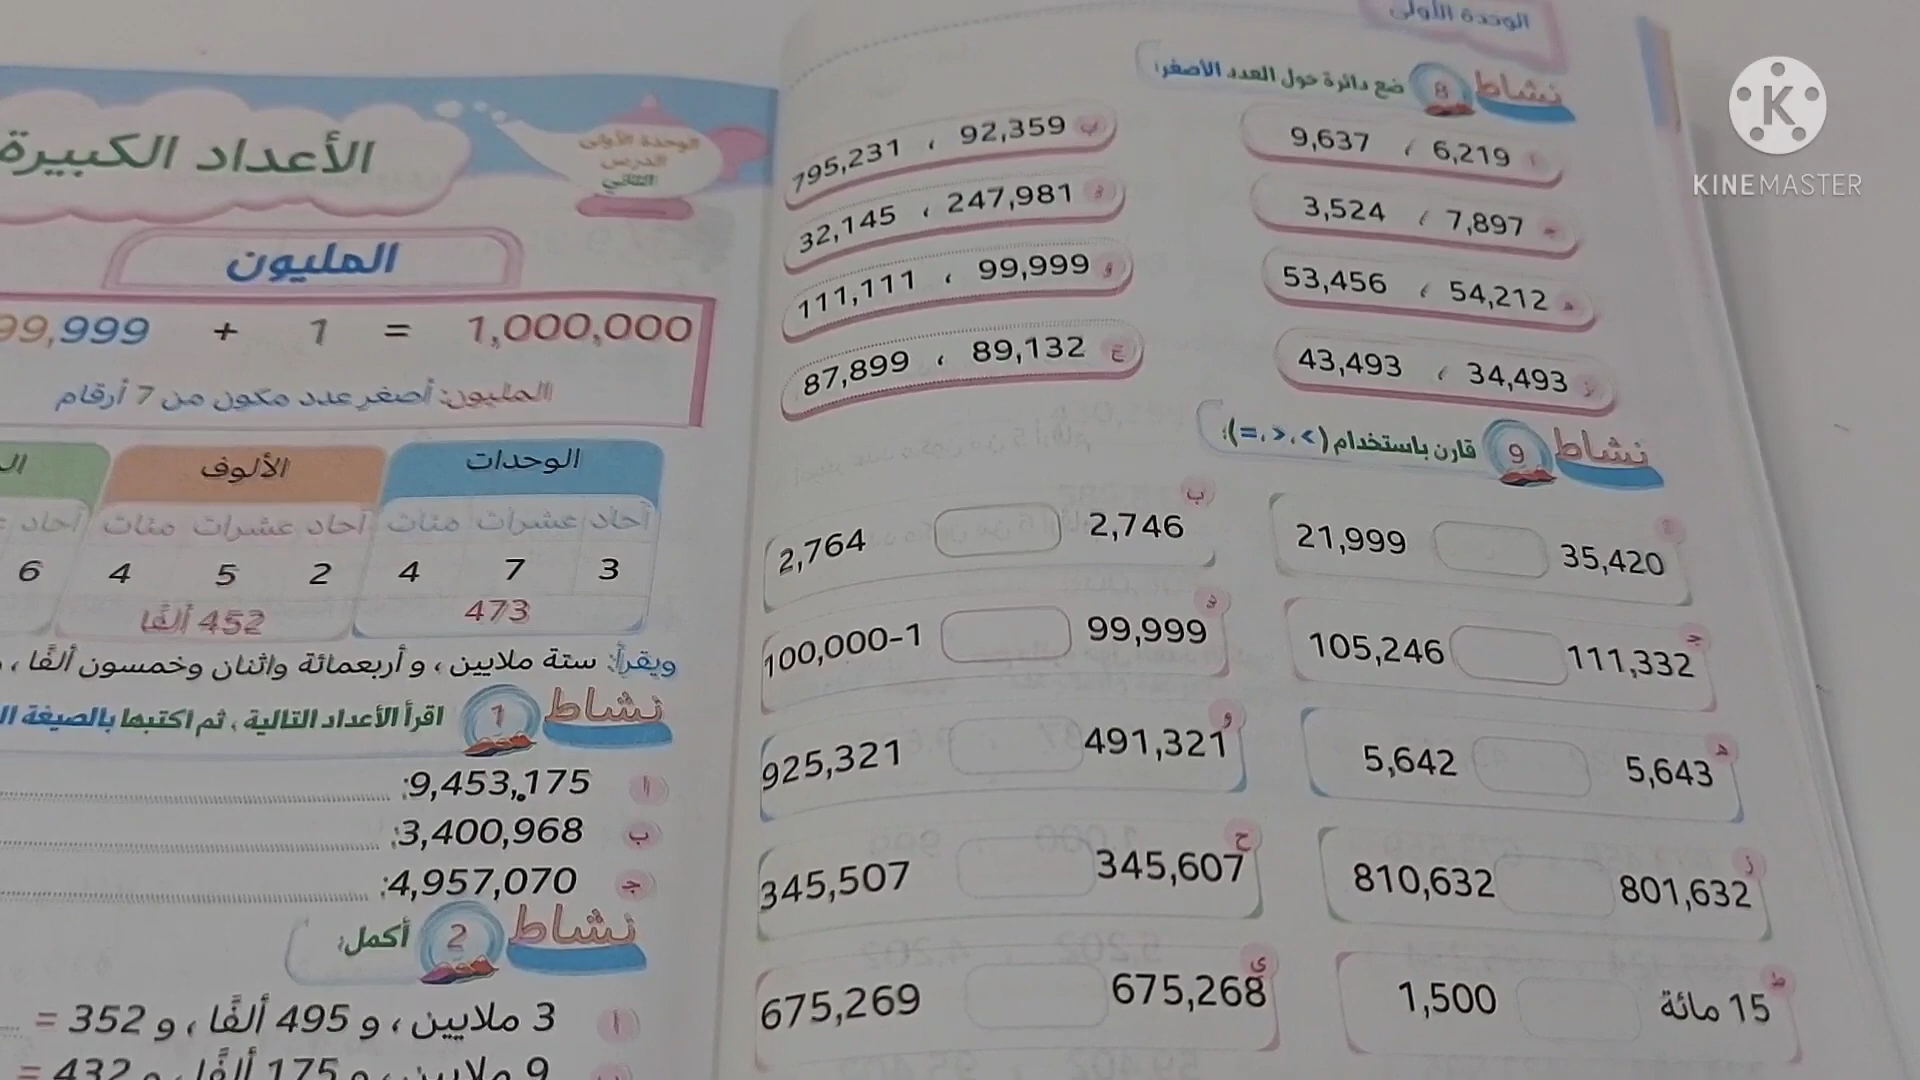 الوحدة الأولى
نشاط 8 ضع دائرة حول العدد الأصغر:
أ 6,219 ، 9,637
ب 92,359 ، 795,231
ج 7,897 ، 3,524
د 247,981 ، 32,145
ه 54,212 ، 53,456
و 99,999 ، 111,111
ز 34,493 ، 43,493
ح 89,132 ، 87,899
نشاط 9 قارن باستخدام (>، <، =):
أ 35,420 21,999
ب 2,746 2,764
ج 111,332 105,246
د 99,999 100,000-1
ه 5,643 5,642
و 491,321 925,321
ز 801,632 810,632
ح 345,607 345,507
ط 15 مائة 1,500
ي 675,268 675,269
الوحدة الأولى
الدرس
الثاني
الأعداد الكبيرة
المليون
99,999 + 1 = 1,000,000
المليون: أصغر عدد مكون من 7 أرقام
الوحدات الألوف
آحاد عشرات مئات آحاد عشرات مئات آحاد
3 7 4 2 5 4 6
473 452 ألفًا
ويقرأ: ستة ملايين، و أربعمائة واثنان وخمسون ألفًا،
نشاط 1 اقرأ الأعداد التالية، ثم اكتبها بالصيغة
أ 9,453,175:
ب 3,400,968:
ج 4,957,070:
نشاط 2 أكمل:
أ 3 ملايين، و 495 ألفًا، و 352 =
ب 9 ملايين، و 175 ألفًا، و 432 =
KINEMASTER